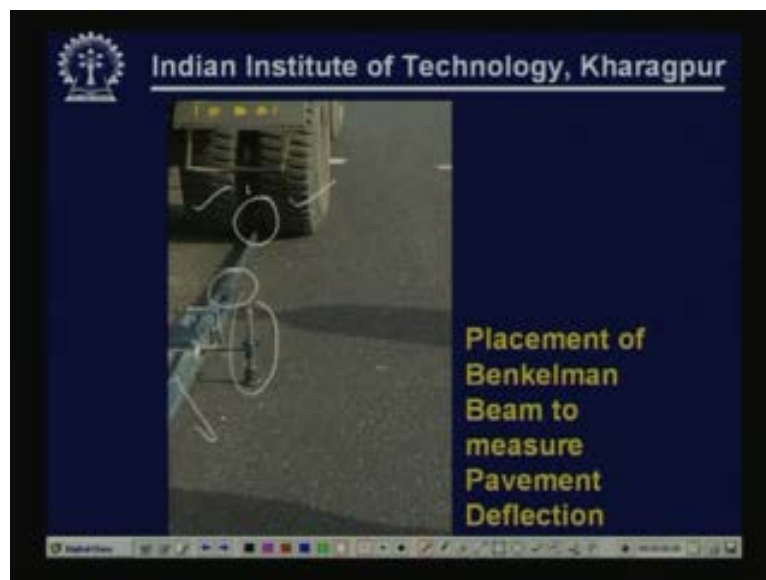 Indian Institute of Technology, Kharagpur
Placement of
Benkelman
Beam to
measure
Pavement
Deflection